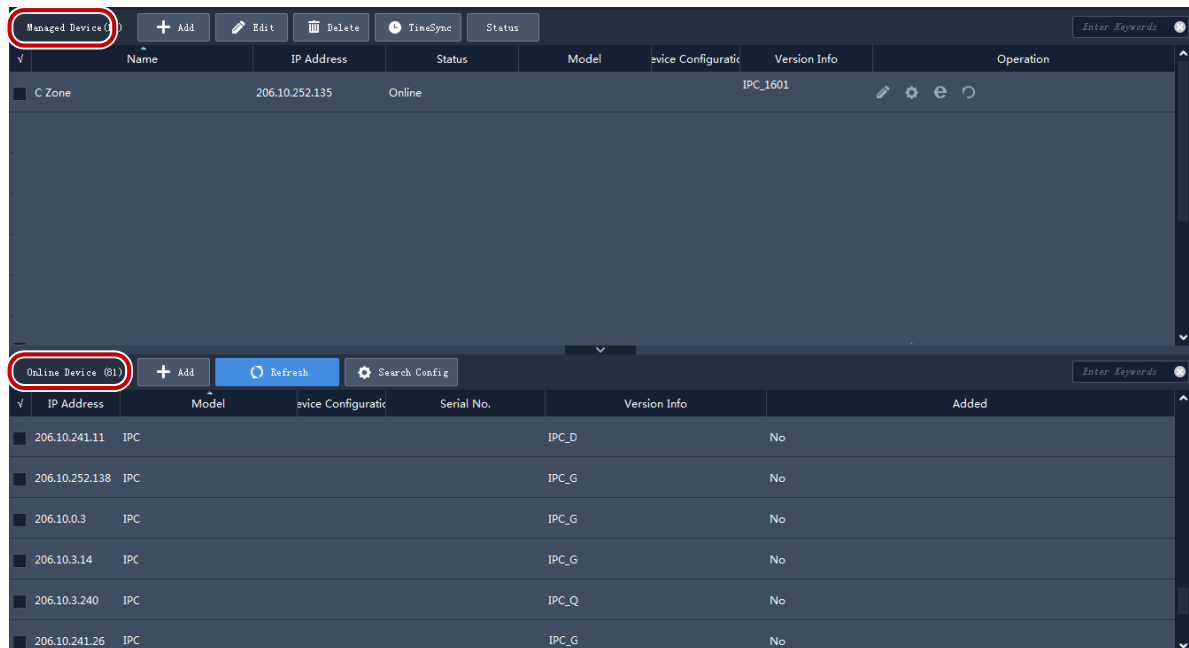 Managed Device( Add Edit Delete TimeSync Status Enter Keywords
√ Name IP Address Status Model evice Configuratio Version Info Operation
C Zone 206.10.252.135 Online IPC_1601
Online Device (81) Add Refresh Search Config Enter Keywords
√ IP Address Model evice Configuratio Serial No. Version Info Added
206.10.241.11 IPC IPC_D No
206.10.252.138 IPC IPC_G No
206.10.0.3 IPC IPC_G No
206.10.3.14 IPC IPC_G No
206.10.3.240 IPC IPC_Q No
206.10.241.26 IPC IPC_G No